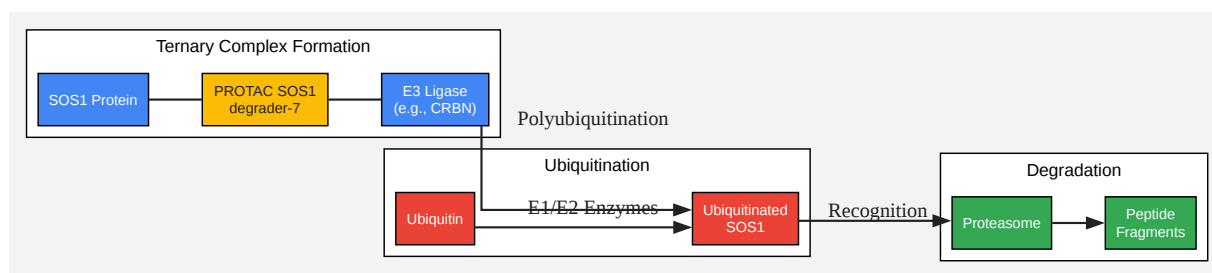 Ternary Complex Formation
SOS1 Protein
PROTAC SOS1
degrader-7
E3 Ligase
(e.g., CRBN)
Polyubiquitination
Ubiquitination
Ubiquitin
E1/E2 Enzymes
Ubiquitinated
SOS1
Recognition
Degradation
Proteasome
Peptide
Fragments